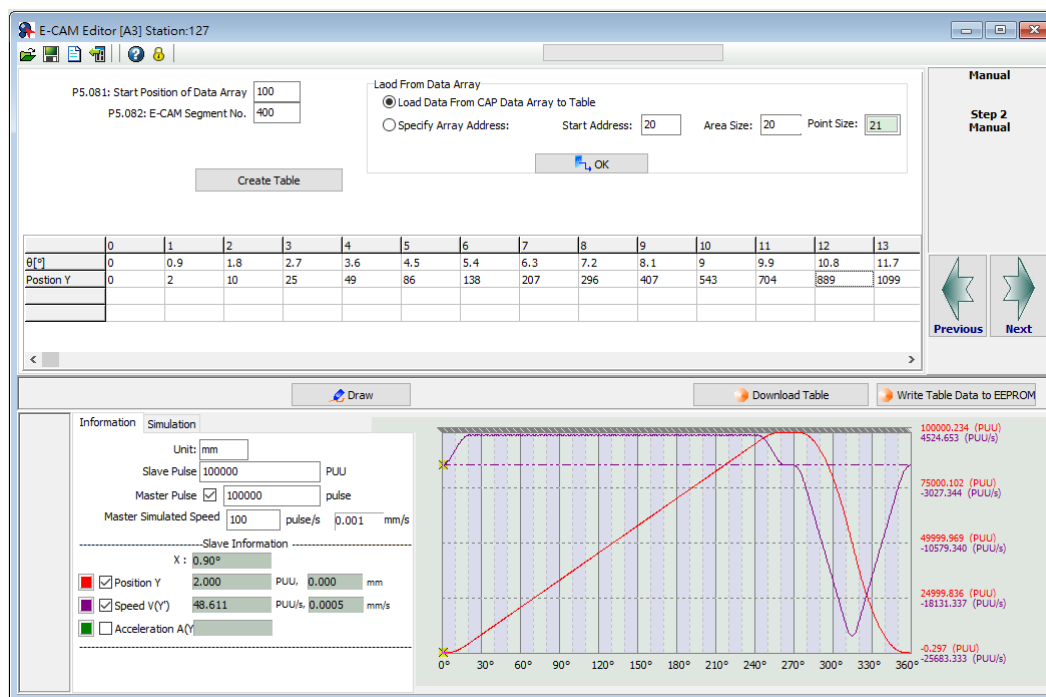 E-CAM Editor [A3] Station:127
P5.081: Start Position of Data Array 100
P5.082: E-CAM Segment No. 400
Create Table
Laod From Data Array
Load Data From CAP Data Array to Table
Specify Array Address: Start Address: 20 Area Size: 20 Point Size: 21
OK
Manual
Step 2
Manual
Previous Next
0 1 2 3 4 5 6 7 8 9 10 11 12 13
θ[°] 0 0.9 1.8 2.7 3.6 4.5 5.4 6.3 7.2 8.1 9 9.9 10.8 11.7
Postion Y 0 2 10 25 49 86 138 207 296 407 543 704 889 1099
Draw Download Table Write Table Data to EEPROM
Information Simulation
Unit: mm
Slave Pulse 100000 PUU
Master Pulse 100000 pulse
Master Simulated Speed 100 pulse/s 0.001 mm/s
Slave Information
X : 0.90°
Position Y 2.000 PUU, 0.000 mm
Speed V(Y') 48.611 PUU/s, 0.0005 mm/s
Acceleration A(Y
100000.234 (PUU)
4524.653 (PUU/s)
75000.102 (PUU)
-3027.344 (PUU/s)
49999.969 (PUU)
-10579.340 (PUU/s)
24999.836 (PUU)
-18131.337 (PUU/s)
-0.297 (PUU)
-25683.333 (PUU/s)
0° 30° 60° 90° 120° 150° 180° 210° 240° 270° 300° 330° 360°